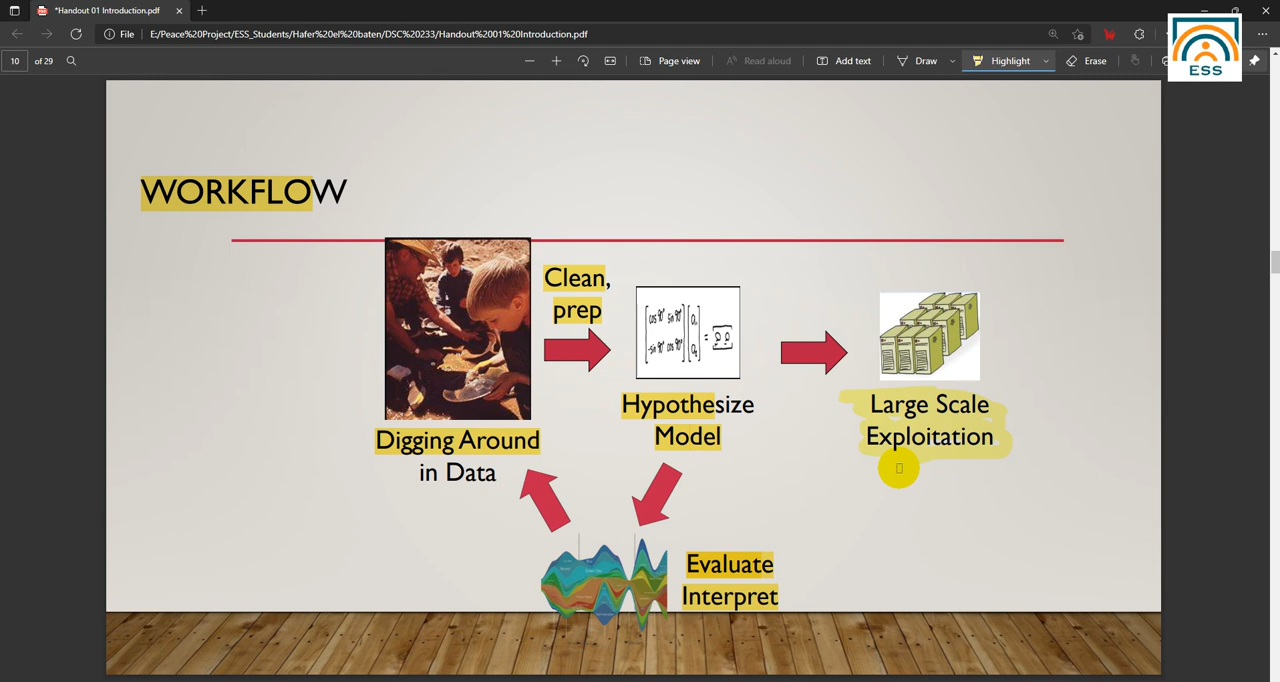 *Handout 01 Introduction.pdf
File
E:/Peace%20Project/ESS_Students/Hafer%20el%20baten/DSC%20233/Handout%2001%20Introduction.pdf
10 of 29
Page view
Read aloud
Add text
Draw
Highlight
Erase
ESS
WORKFLOW
Clean,
prep
Hypothesize
Model
Large Scale
Exploitation
Digging Around
in Data
Evaluate
Interpret